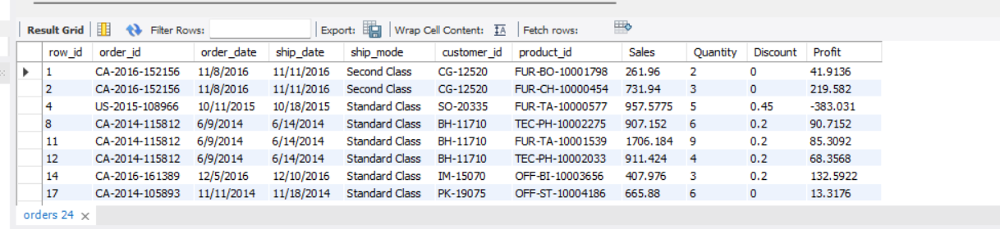 Result Grid Filter Rows: Export: Wrap Cell Content: IA Fetch rows:
row_id order_id order_date ship_date ship_mode customer_id product_id Sales Quantity Discount Profit
1 CA-2016-152156 11/8/2016 11/11/2016 Second Class CG-12520 FUR-BO-10001798 261.96 2 0 41.9136
2 CA-2016-152156 11/8/2016 11/11/2016 Second Class CG-12520 FUR-CH-10000454 731.94 3 0 219.582
4 US-2015-108966 10/11/2015 10/18/2015 Standard Class SO-20335 FUR-TA-10000577 957.5775 5 0.45 -383.031
8 CA-2014-115812 6/9/2014 6/14/2014 Standard Class BH-11710 TEC-PH-10002275 907.152 6 0.2 90.7152
11 CA-2014-115812 6/9/2014 6/14/2014 Standard Class BH-11710 FUR-TA-10001539 1706.184 9 0.2 85.3092
12 CA-2014-115812 6/9/2014 6/14/2014 Standard Class BH-11710 TEC-PH-10002033 911.424 4 0.2 68.3568
14 CA-2016-161389 12/5/2016 12/10/2016 Standard Class IM-15070 OFF-BI-10003656 407.976 3 0.2 132.5922
17 CA-2014-105893 11/11/2014 11/18/2014 Standard Class PK-19075 OFF-ST-10004186 665.88 6 0 13.3176
orders 24